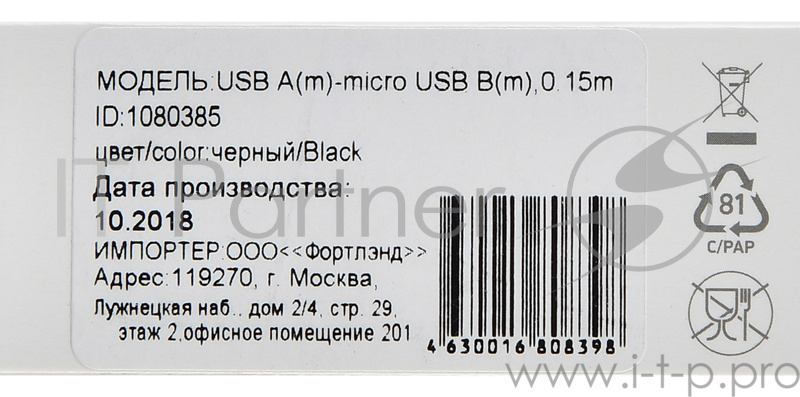 МОДЕЛЬ:USB A(m)-micro USB B(m),0.15m
ID:1080385
цвет/color:черный/Black
Дата производства:
10.2018
ИМПОРТЕР:ООО<<Фортлэнд>>
Адрес:119270, г. Москва,
Лужнецкая наб., дом 2/4, стр. 29,
этаж 2,офисное помещение 201
4 630016 808398
81
C/PAP
IT Partner
www.i-t-p.pro